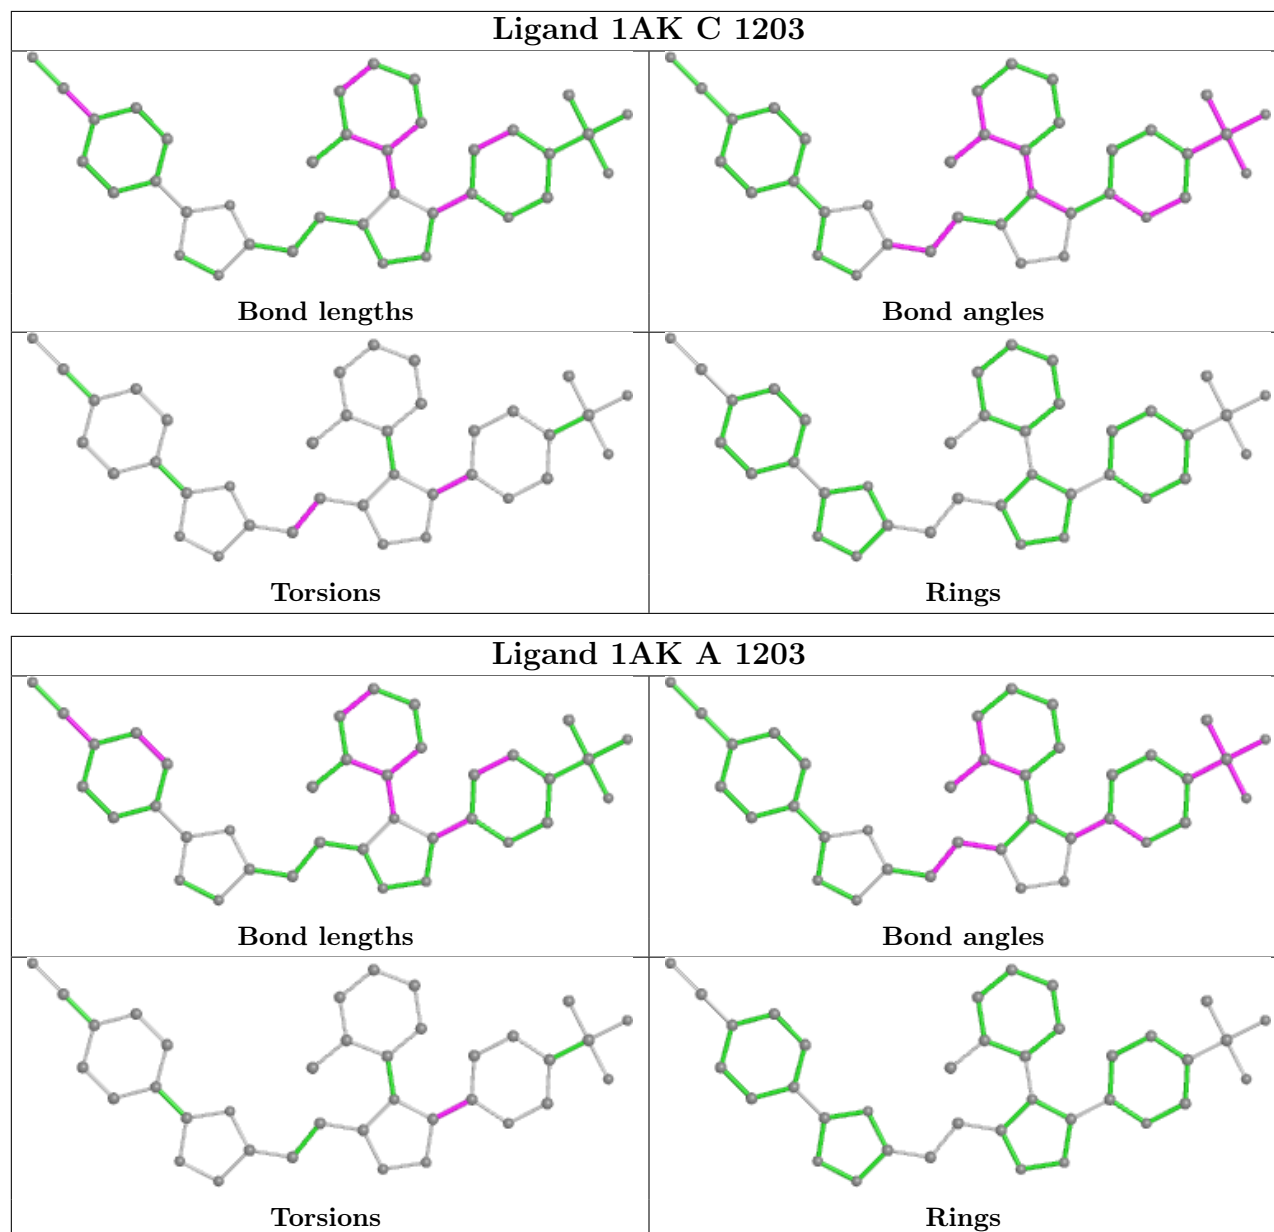 Ligand 1AK C 1203
Bond lengths
Bond angles
Torsions
Rings
Ligand 1AK A 1203
Bond lengths
Bond angles
Torsions
Rings